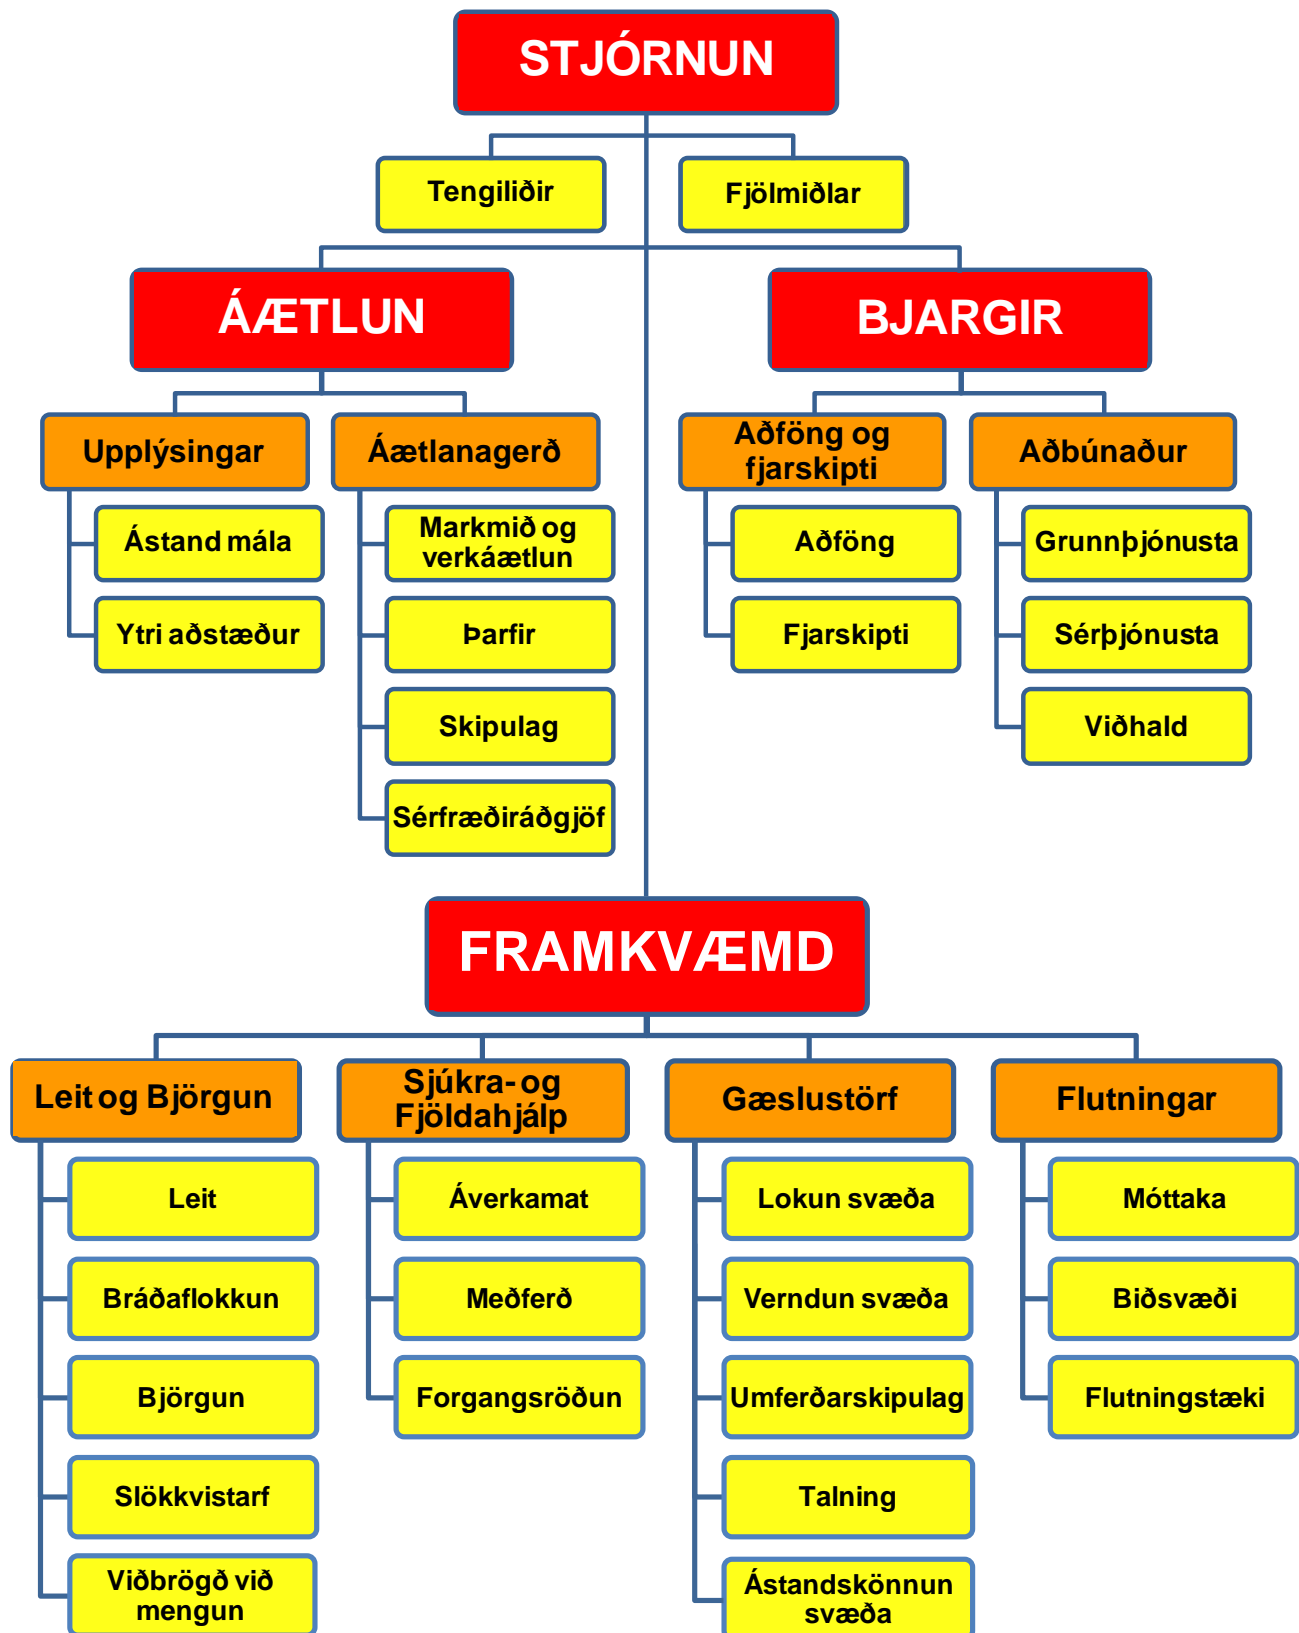 STJÓRNUN
Tengiliðir
Fjölmiðlar
ÁÆTLUN
BJARGIR
Upplýsingar
Áætlanagerð
Aðföng og
fjarskipti
Aðbúnaður
Ástand mála
Markmið og
verkáætlun
Aðföng
Grunnþjónusta
Ytri aðstæður
Þarfir
Fjarskipti
Sérþjónusta
Skipulag
Viðhald
Sérfræðiráðgjöf
FRAMKVÆMD
Leit og Björgun
Sjúkra- og
Fjöldahjálp
Gæslustörf
Flutningar
Leit
Áverkamat
Lokun svæða
Móttaka
Bráðaflokkun
Meðferð
Verndun svæða
Biðsvæði
Björgun
Forgangsröðun
Umferðarskipulag
Flutningstæki
Slökkvistarf
Talning
Viðbrögð við
mengun
Ástandskönnun
svæða